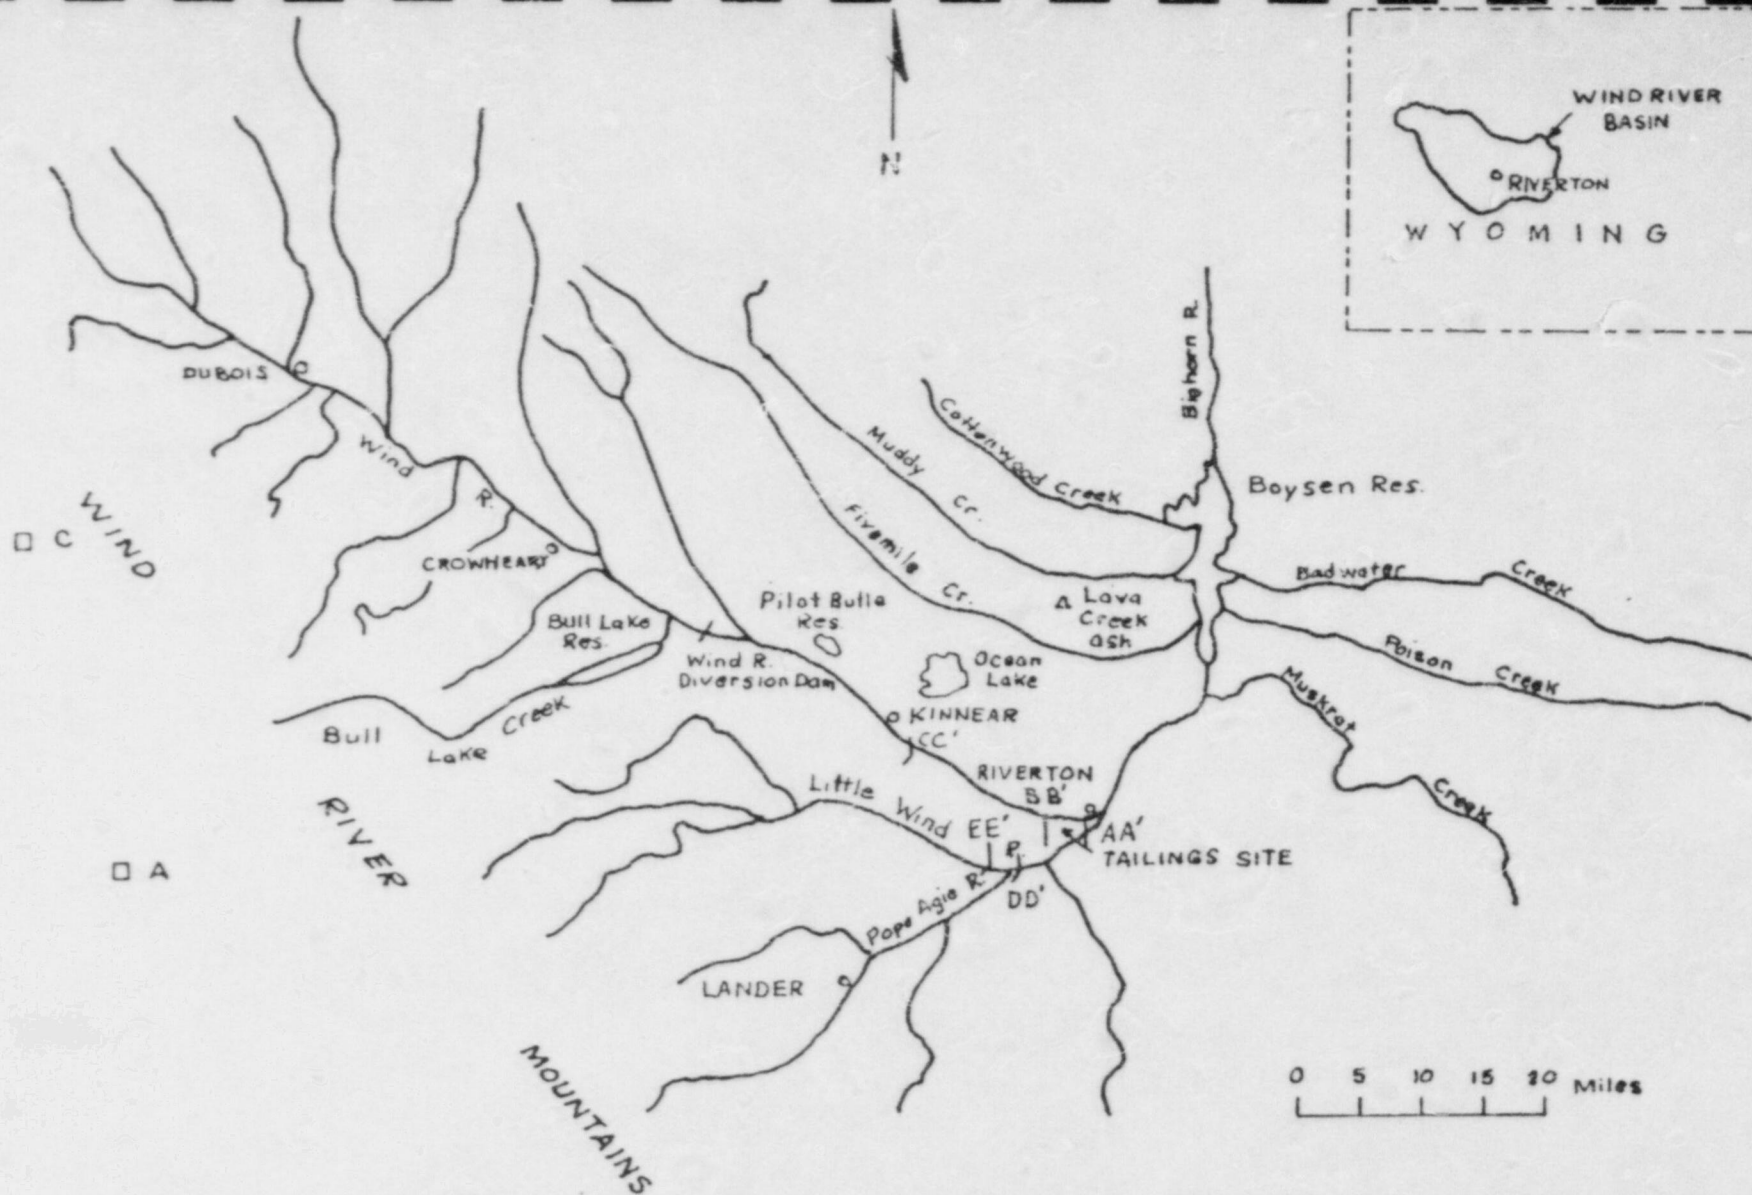 N
WIND RIVER
BASIN
RIVERTON
WYOMING
DUBOIS
Wind
R.
CROWHEART
WIND
RIVER
MOUNTAINS
C
A
Bull Lake
Res.
Bull
Lake
Creek
Wind R.
Diversion Dam
Pilot Butte
Res.
Muddy
Cr.
Fivemile
Cr.
Cottonwood Creek
Bighorn R.
Boysen Res.
Badwater
Creek
Poison
Creek
Muskrat
Creek
Lava
Creek
ash
Ocean
Lake
KINNEAR
CC'
RIVERTON
BB'
AA'
TAILINGS SITE
Little
Wind
R.
EE'
DD'
Popo Agie R.
LANDER
0 5 10 15 20 Miles